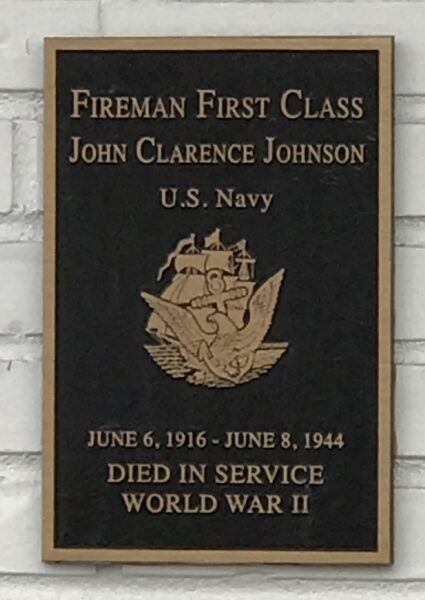 FIREMAN FIRST CLASS
JOHN CLARENCE JOHNSON
U.S. Navy
JUNE 6, 1916 - JUNE 8, 1944
DIED IN SERVICE
WORLD WAR II